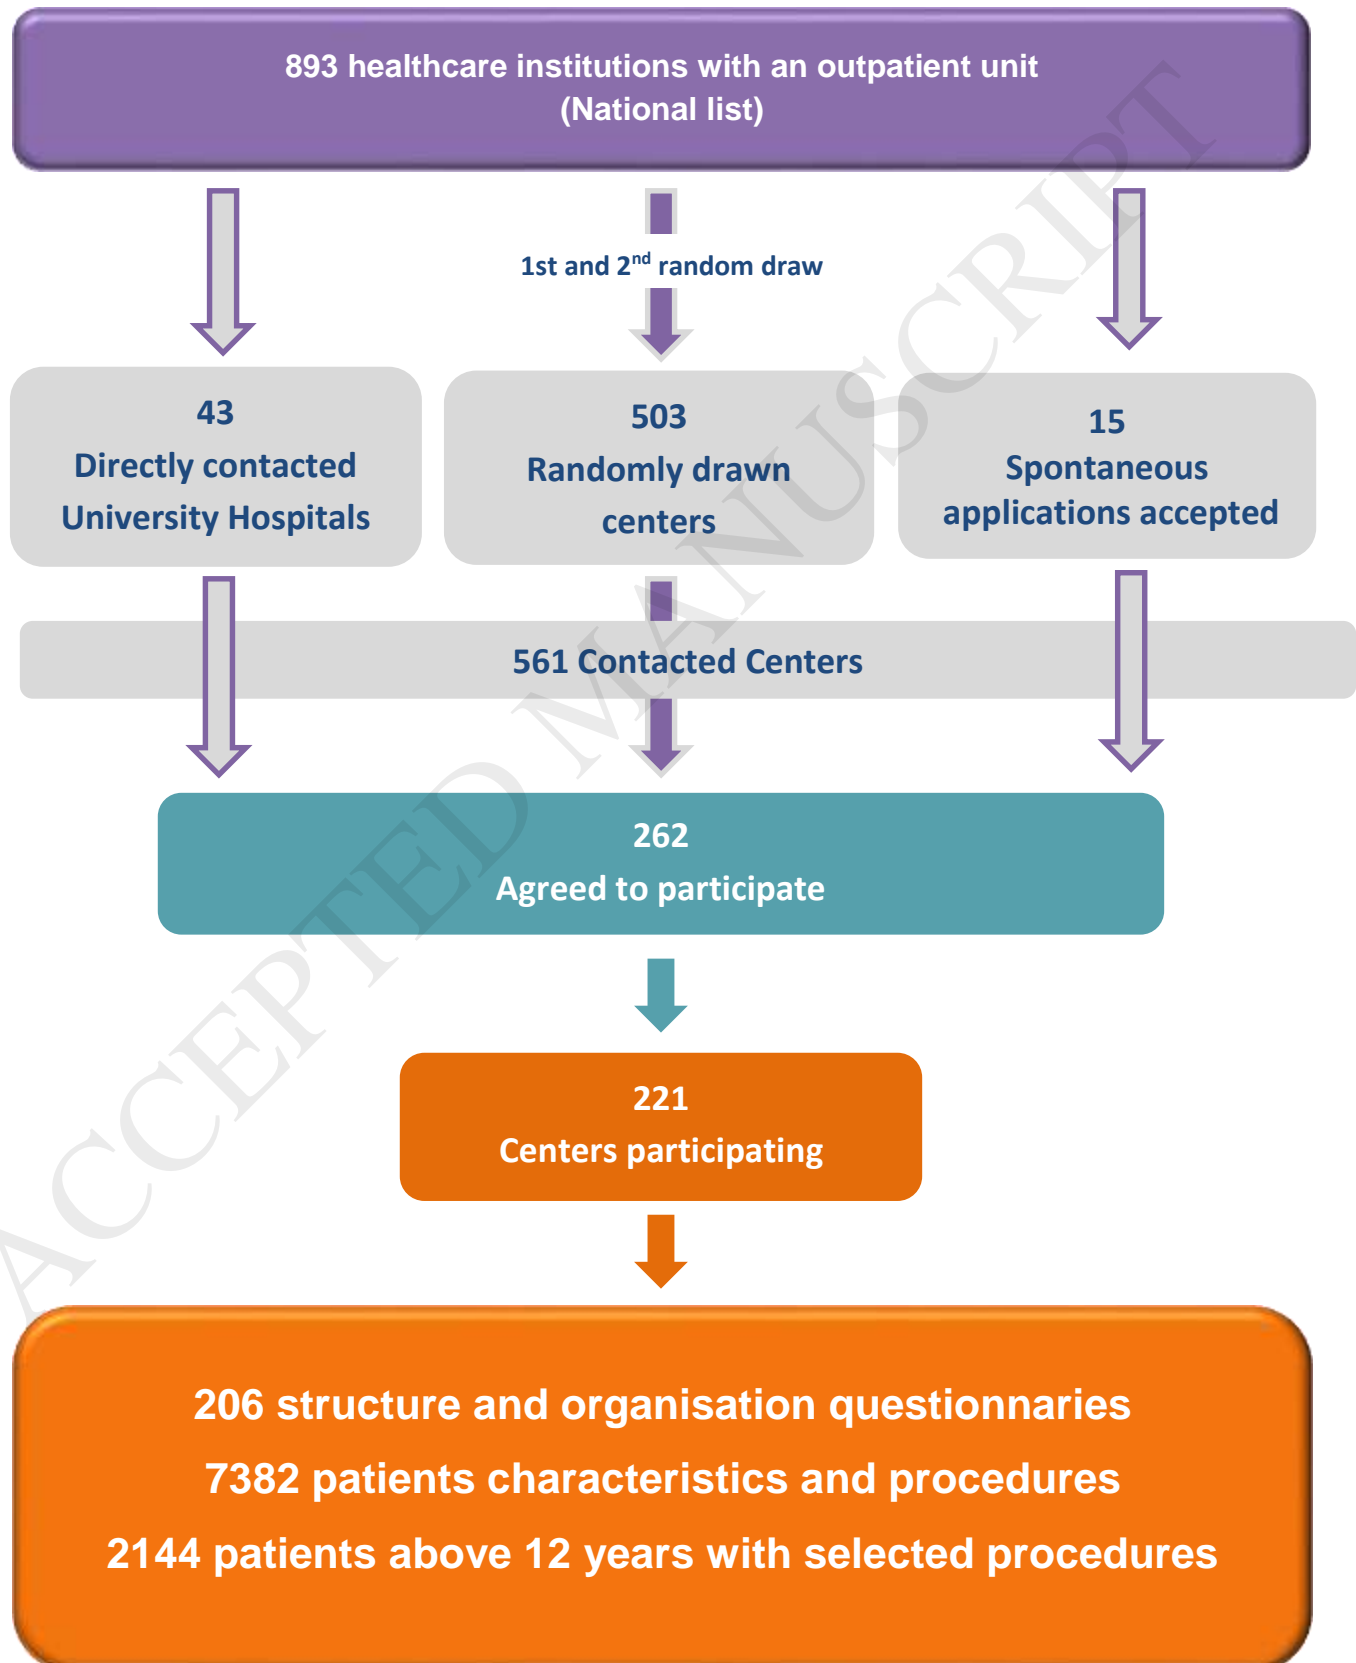 893 healthcare institutions with an outpatient unit
(National list)
1st and 2nd random draw
43
Directly contacted
University Hospitals
503
Randomly drawn
centers
15
Spontaneous
applications accepted
561 Contacted Centers
262
Agreed to participate
221
Centers participating
206 structure and organisation questionnaries
7382 patients characteristics and procedures
2144 patients above 12 years with selected procedures
ACCEPTED MANUSCRIPT